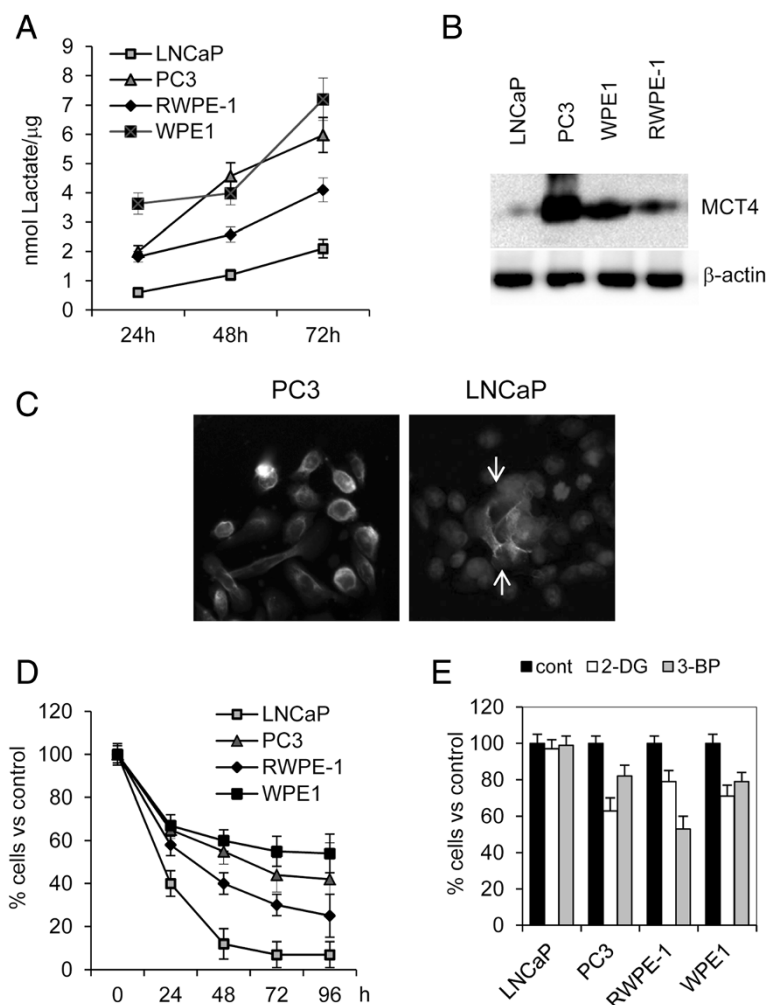 A
nmol Lactate/µg
9
8
7
6
5
4
3
2
1
0
LNCaP
PC3
RWPE-1
WPE1
24h 48h 72h
B
LNCaP PC3 WPE1 RWPE-1
MCT4
β-actin
C
PC3 LNCaP
D
% cells vs control
120
100
80
60
40
20
0
LNCaP
PC3
RWPE-1
WPE1
0 24 48 72 96 h
E
cont 2-DG 3-BP
% cells vs control
120
100
80
60
40
20
0
LNCaP PC3 RWPE-1 WPE1